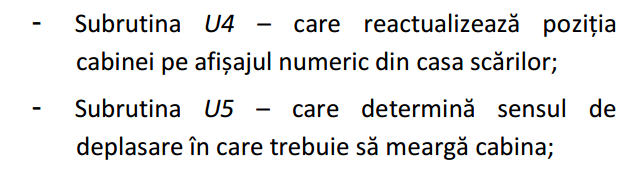 - Subrutina U4 – care reactualizează poziția
cabinei pe afișajul numeric din casa scărilor;
- Subrutina U5 – care determină sensul de
deplasare în care trebuie să meargă cabina;